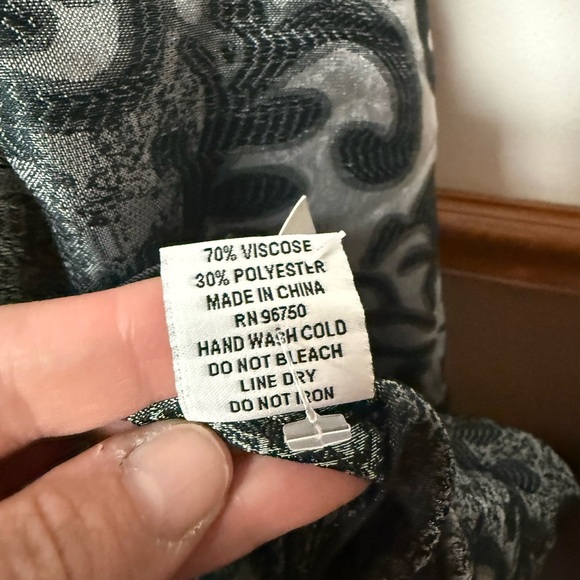 70% VISCOSE
30% POLYESTER
MADE IN CHINA
RN 96750
HAND WASH COLD
DO NOT BLEACH
LINE DRY
DO NOT IRON